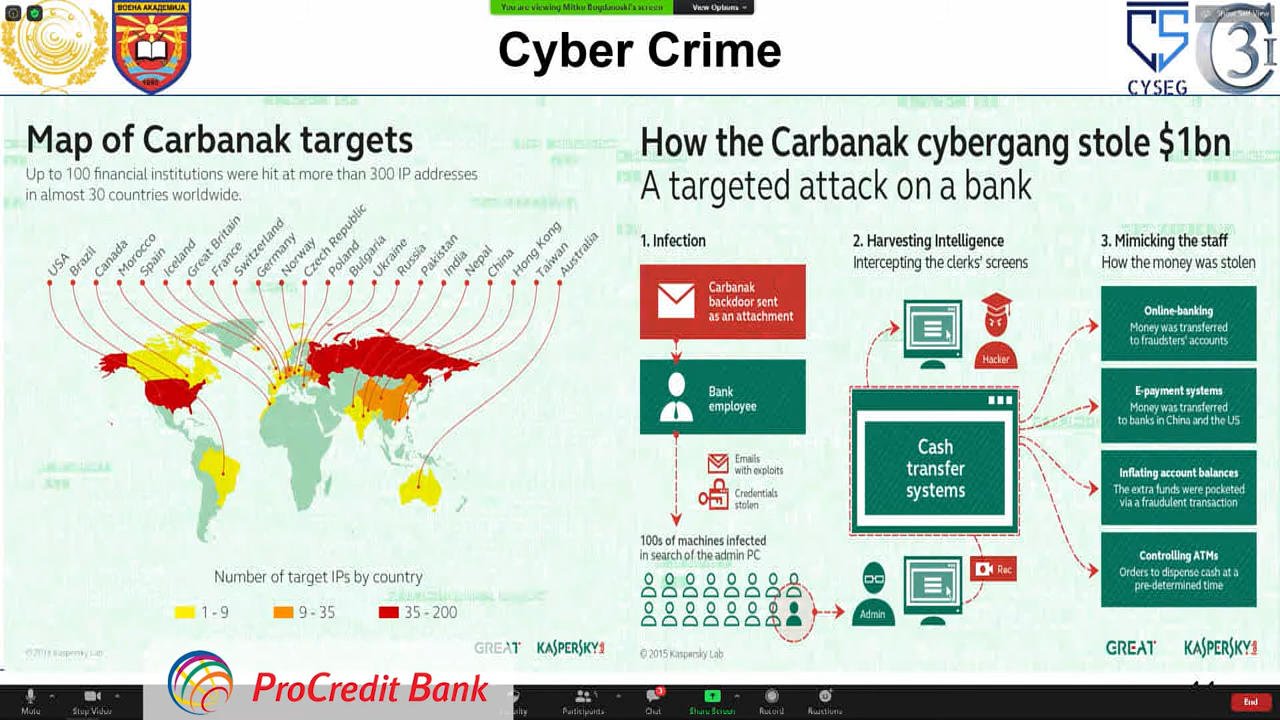 You are viewing Mitko Bogdanoski's screen
View Options
ВОЕНА АКАДЕМИЈА
Cyber Crime
CS
CYSEG
C3I
Show Self View
Map of Carbanak targets
Up to 100 financial institutions were hit at more than 300 IP addresses
in almost 30 countries worldwide.
USA
Brazil
Canada
Morocco
Spain
Iceland
Great Britain
France
Switzerland
Germany
Norway
Czech Republic
Poland
Bulgaria
Ukraine
Russia
Pakistan
India
Nepal
China
Hong Kong
Taiwan
Australia
Number of target IPs by country
1 - 9
9 - 35
35 - 200
© 2015 Kaspersky Lab
GREAT
KASPERSKY
How the Carbanak cybergang stole $1bn
A targeted attack on a bank
1. Infection
Carbanak
backdoor sent
as an attachment
Bank
employee
Emails
with exploits
Credentials
stolen
100s of machines infected
in search of the admin PC
2. Harvesting Intelligence
Intercepting the clerks' screens
Hacker
Cash
transfer
systems
Rec
Admin
3. Mimicking the staff
How the money was stolen
Online-banking
Money was transferred
to fraudsters' accounts
E-payment systems
Money was transferred
to banks in China and the US
Inflating account balances
The extra funds were pocketed
via a fraudulent transaction
Controlling ATMs
Orders to dispense cash at a
pre-determined time
© 2015 Kaspersky Lab
GREAT
KASPERSKY
ProCredit Bank
Mute
Stop Video
Participants
Chat
3
Share Screen
Record
Reactions
End